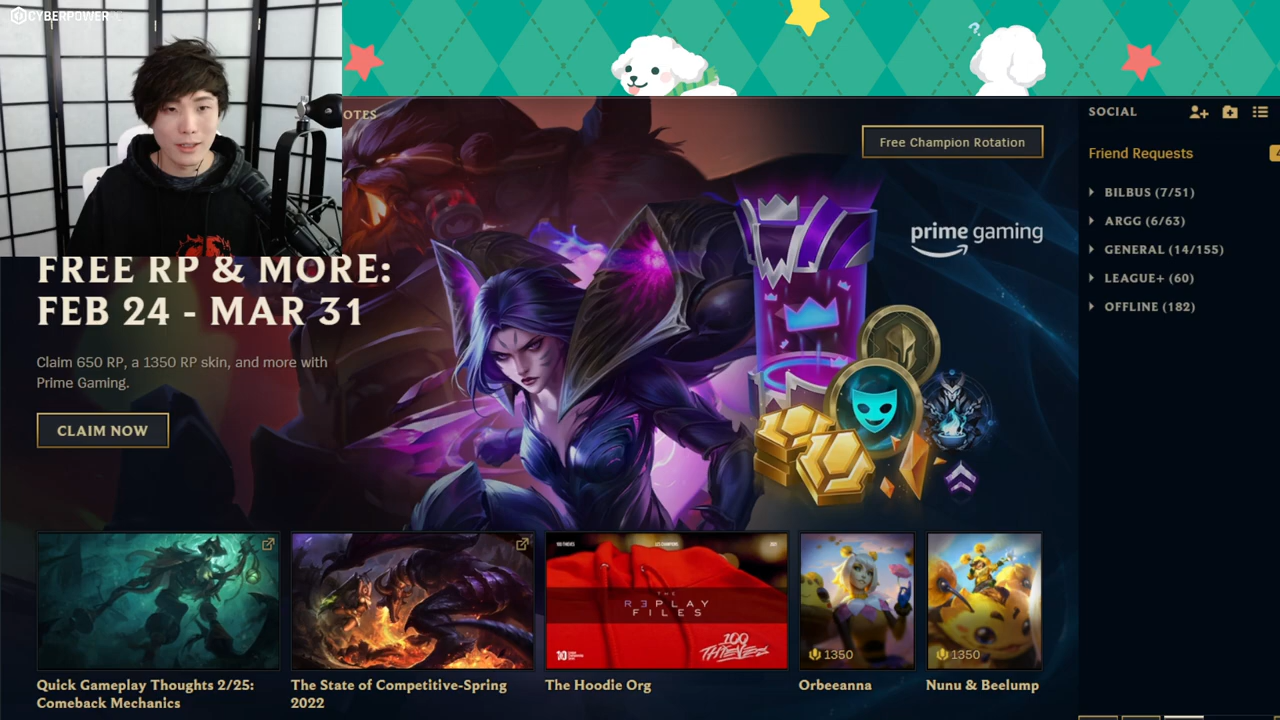 CYBERPOWERPC
OTES
SOCIAL
Free Champion Rotation
Friend Requests
BILBUS (7/51)
ARGG (6/63)
GENERAL (14/155)
LEAGUE+ (60)
OFFLINE (182)
prime gaming
FREE RP & MORE:
FEB 24 - MAR 31
Claim 650 RP, a 1350 RP skin, and more with
Prime Gaming.
CLAIM NOW
?
THE
R3PLAY
FILES
100
THIEVES
1350
1350
Quick Gameplay Thoughts 2/25:
Comeback Mechanics
The State of Competitive-Spring
2022
The Hoodie Org
Orbeeanna
Nunu & Beelump